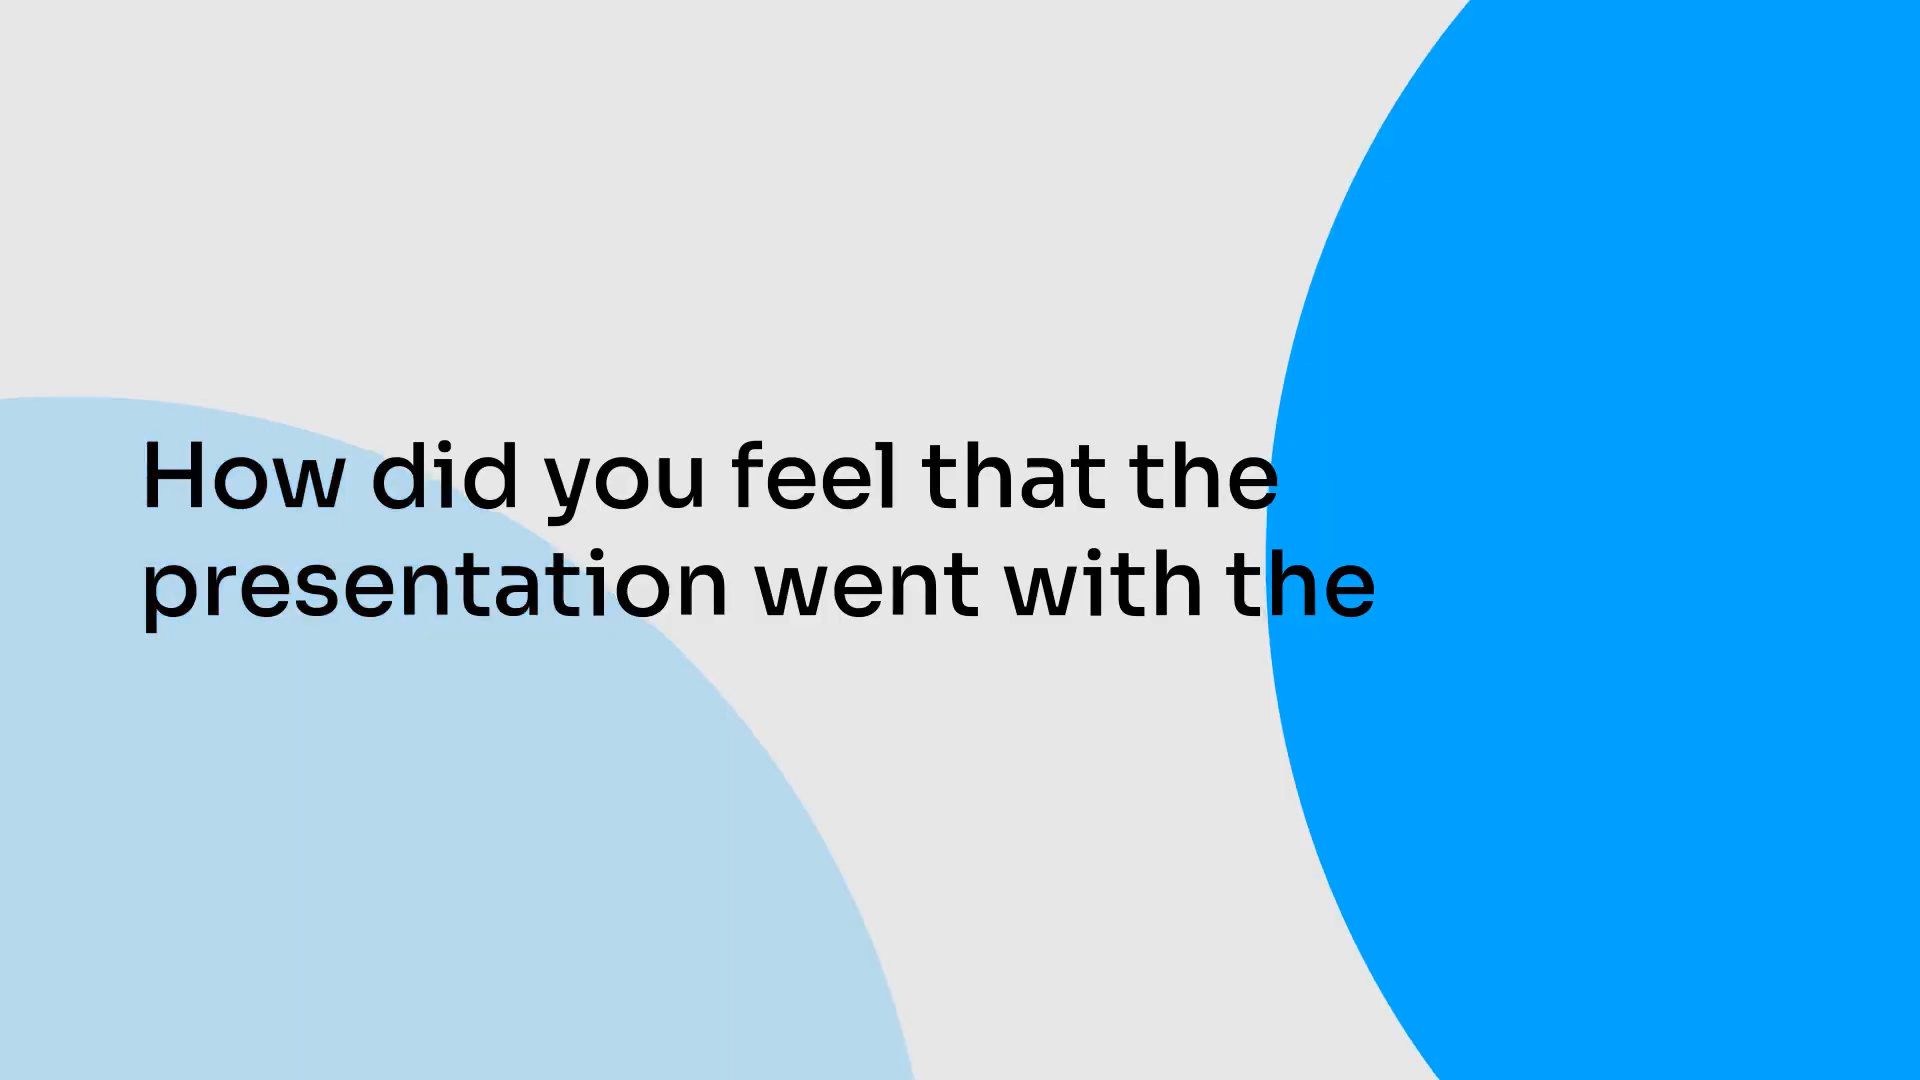 How did you feel that the
presentation went with the